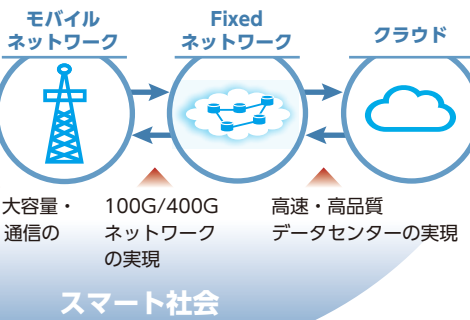 モバイル
ネットワーク
Fixed
ネットワーク
クラウド
大容量・
通信の
100G/400G
ネットワーク
の実現
高速・高品質
データセンターの実現
スマート社会